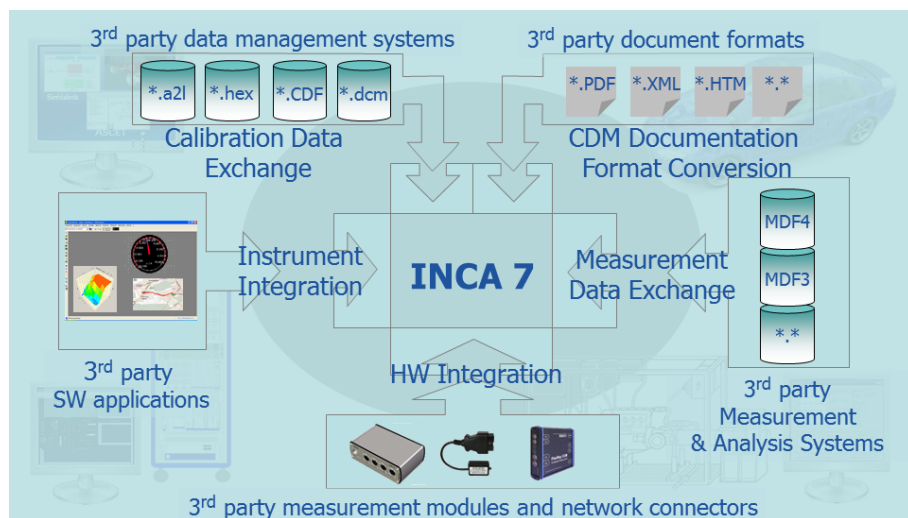 3rd party data management systems
*.a2l *.hex *.CDF *.dcm
Calibration Data
Exchange
3rd party document formats
*.PDF *.XML *.HTM *.*
CDM Documentation
Format Conversion
ASCET
Instrument
Integration
3rd party
SW applications
INCA 7
Measurement
Data Exchange
MDF4
MDF3
*.*
3rd party
Measurement
& Analysis Systems
HW Integration
3rd party measurement modules and network connectors